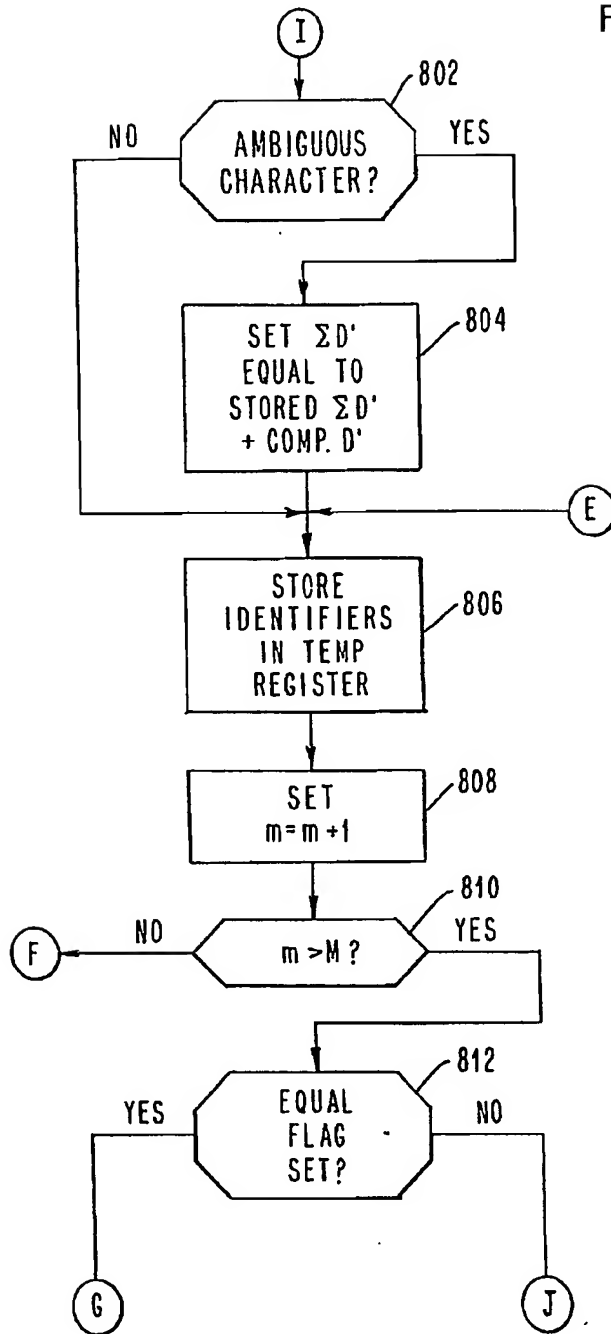 F
I
802
NO
YES
AMBIGUOUS
CHARACTER?
804
SET ΣD'
EQUAL TO
STORED ΣD'
+ COMP. D'
E
STORE
IDENTIFIERS
IN TEMP
REGISTER
806
SET
m=m+1
808
810
F
NO
m>M?
YES
812
YES
EQUAL
FLAG
SET?
NO
G
J